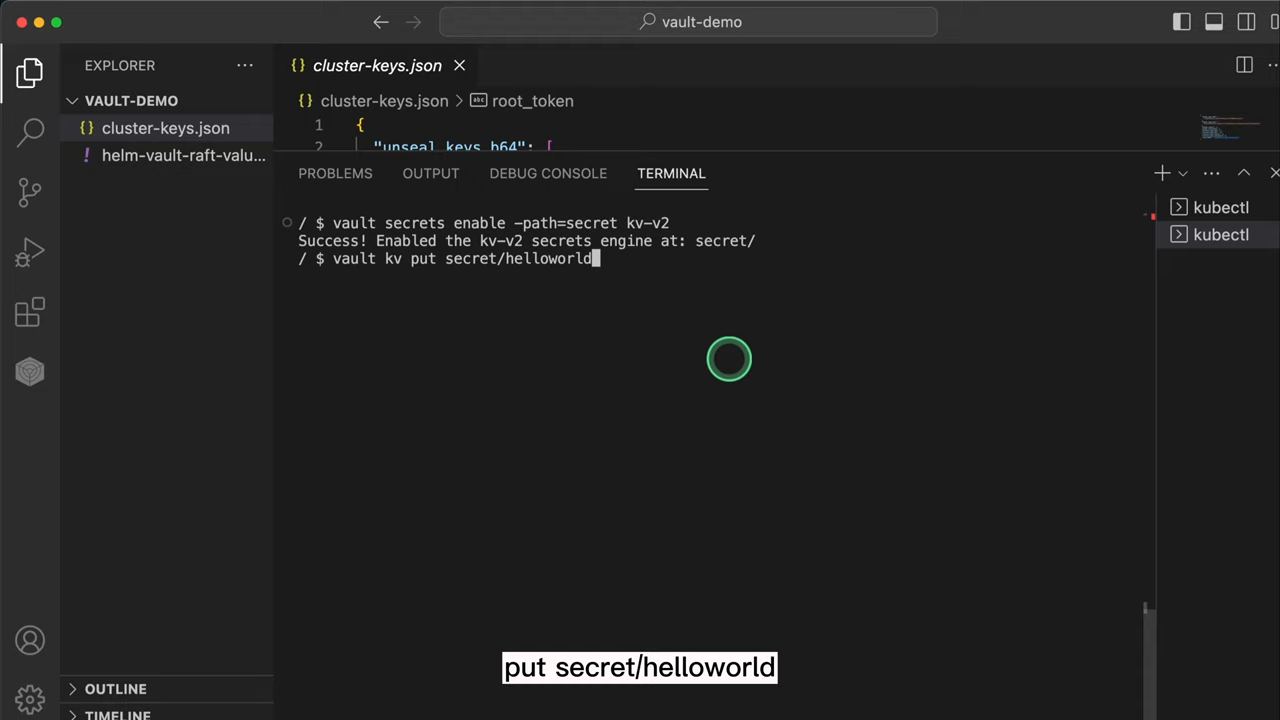 vault-demo
EXPLORER
VAULT-DEMO
{} cluster-keys.json
! helm-vault-raft-valu...
OUTLINE
TIMELINE
{} cluster-keys.json
{} cluster-keys.json > root_token
1 {
2 "unseal_keys_b64": [
PROBLEMS OUTPUT DEBUG CONSOLE TERMINAL
/ $ vault secrets enable -path=secret kv-v2
Success! Enabled the kv-v2 secrets engine at: secret/
/ $ vault kv put secret/helloworld
kubectl
kubectl
put secret/helloworld